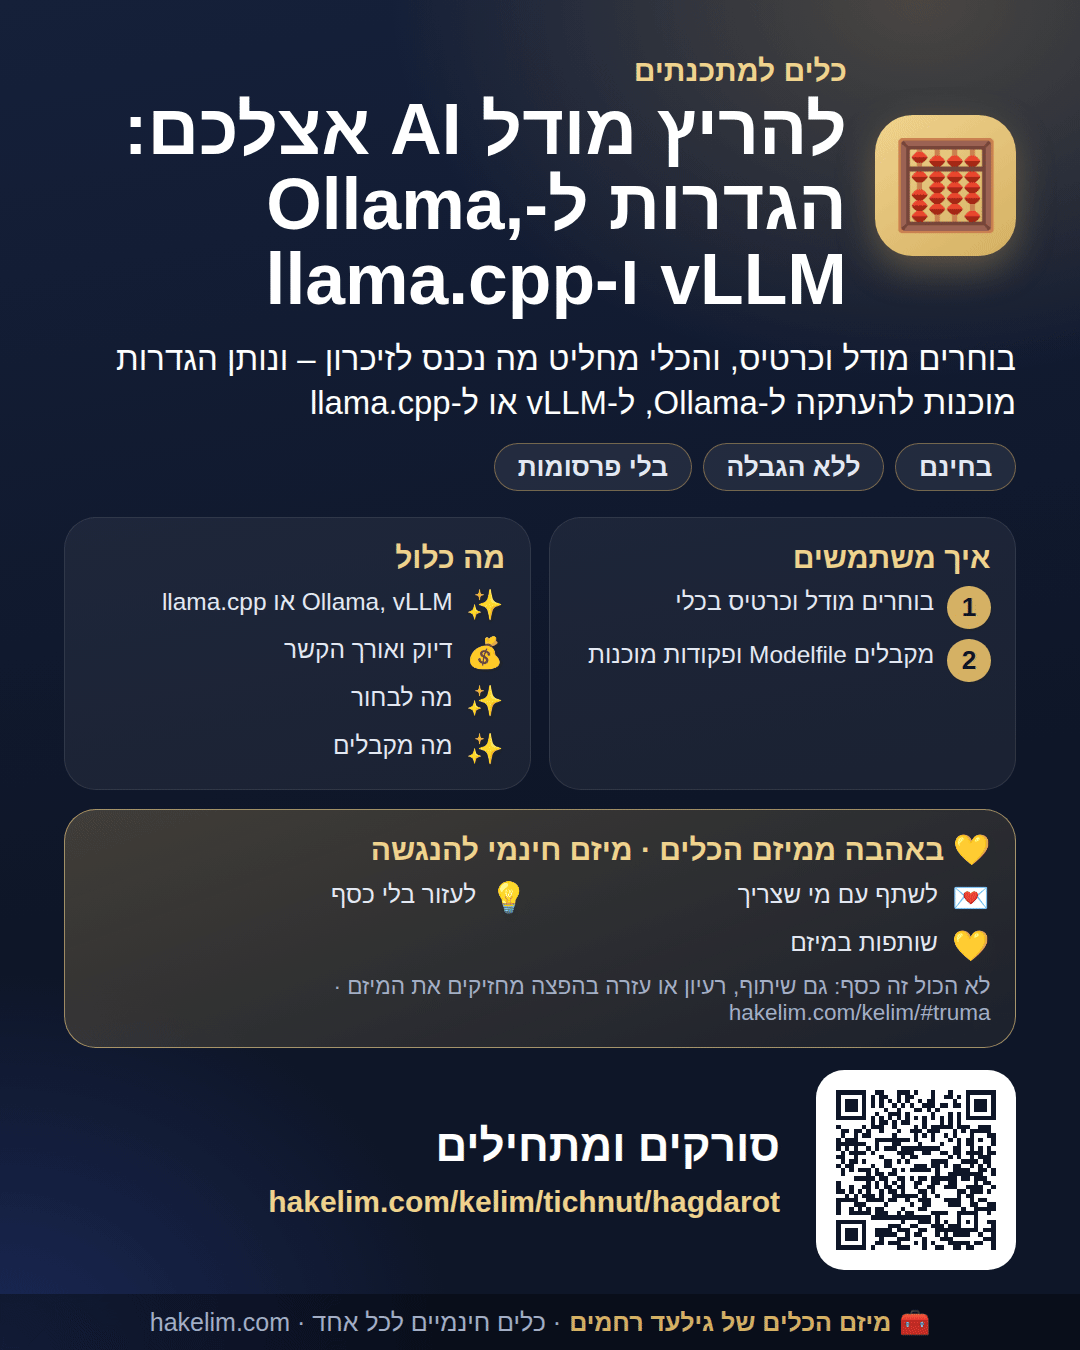 כלים למתכנתים
להריץ מודל AI אצלכם:
הגדרות ל-Ollama,
vLLM ו-llama.cpp
בוחרים מודל וכרטיס, והכלי מחליט מה נכנס לזיכרון – ונותן הגדרות
מוכנות להעתקה ל-Ollama, ל-vLLM או ל-llama.cpp
בחינם
ללא הגבלה
בלי פרסומות
איך משתמשים
1 בוחרים מודל וכרטיס בכלי
2 מקבלים Modelfile ופקודות מוכנות
מה כלול
Ollama, vLLM או llama.cpp
דיוק ואורך הקשר
מה לבחור
מה מקבלים
באהבה ממיזם הכלים · מיזם חינמי להנגשה
לשתף עם מי שצריך
לעזור בלי כסף
שותפות במיזם
לא הכול זה כסף: גם שיתוף, רעיון או עזרה בהפצה מחזיקים את המיזם ·
hakelim.com/kelim/#truma
סורקים ומתחילים
hakelim.com/kelim/tichnut/hagdarot
מיזם הכלים של גילעד רחמים · כלים חינמיים לכל אחד · hakelim.com